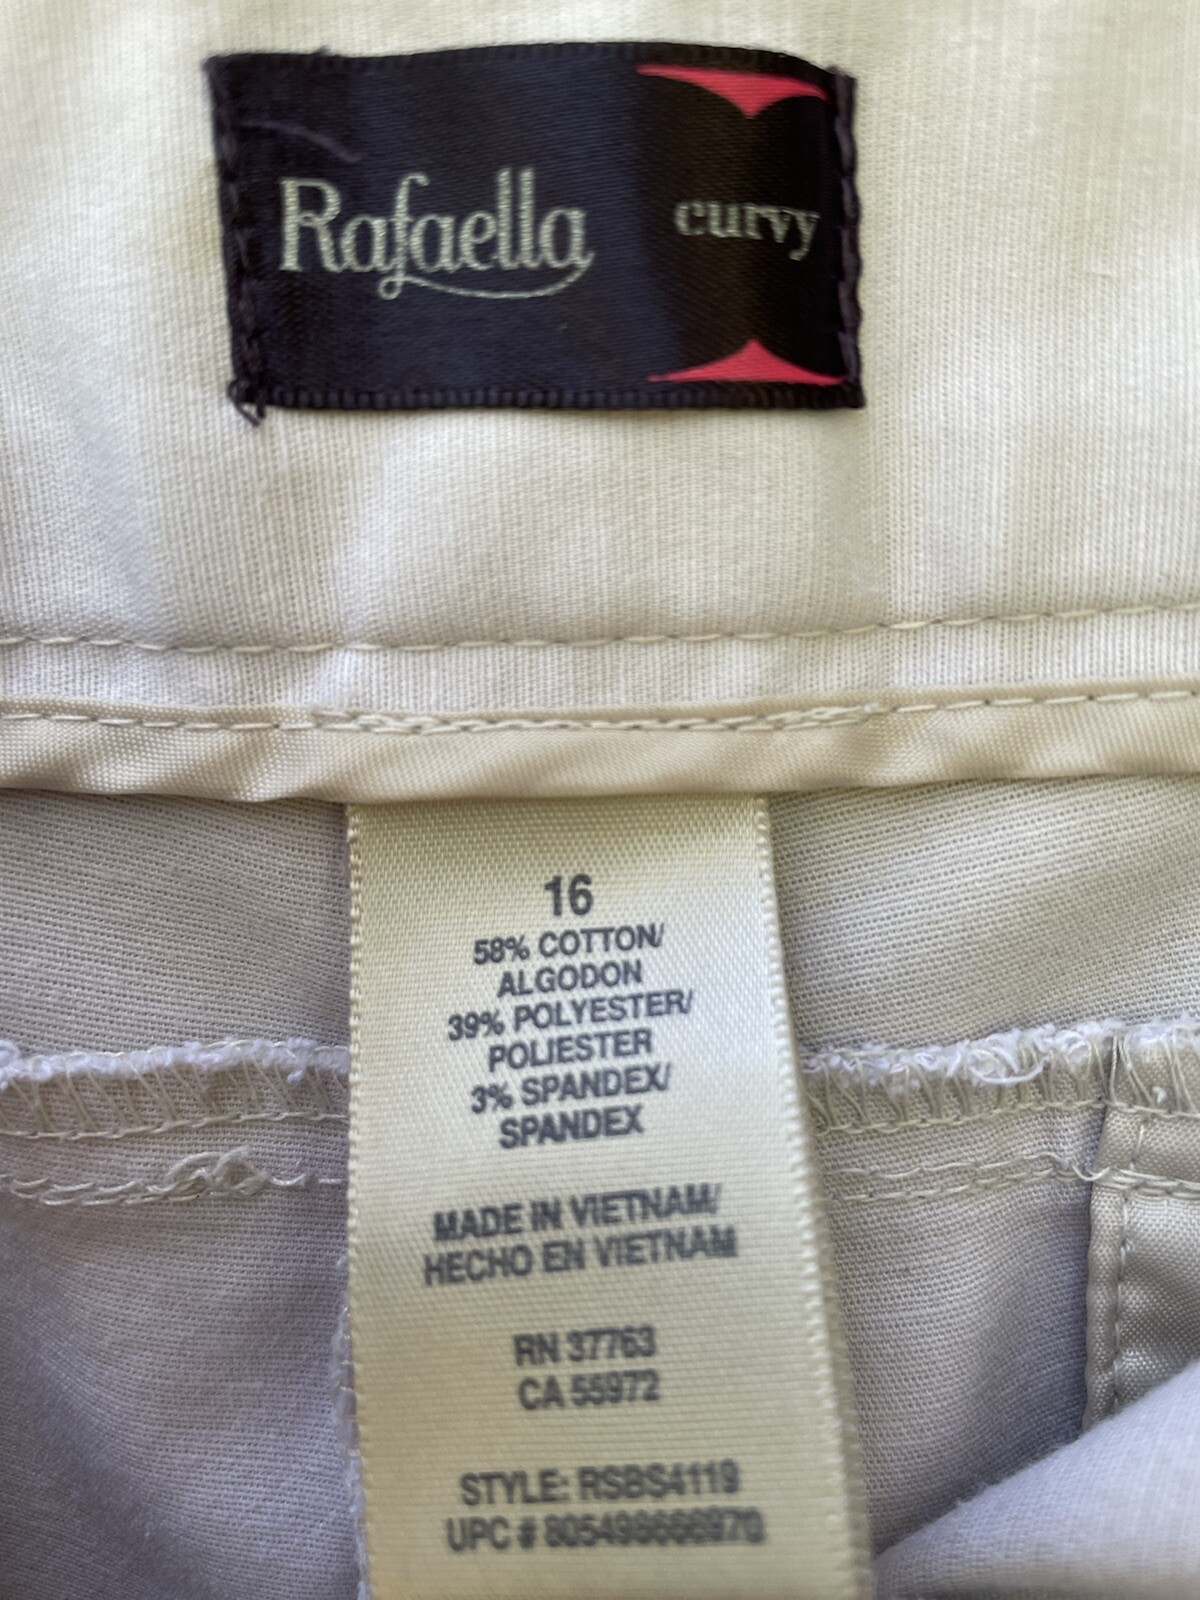 Rafaella curvy
16
58% COTTON/
ALGODON
39% POLYESTER/
POLIESTER
3% SPANDEX/
SPANDEX
MADE IN VIETNAM/
HECHO EN VIETNAM
RN 37763
CA 55972
STYLE: RSBS4119
UPC #